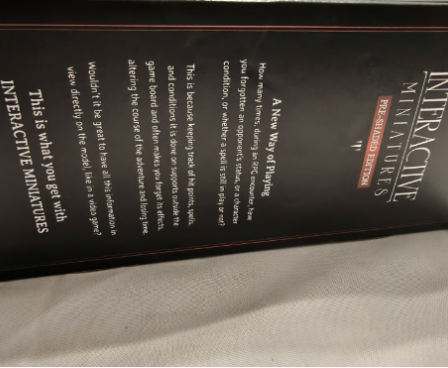 INTERACTIVE
MINIATURES
PRE-SHADED EDITION
A New Way of Playing
How many times, during an RPG encounter, have
you forgotten an opponent's status, or a character
condition, or whether a spell is still in play or not?
This is because keeping track of hit points, spells,
and conditions it is done on supports outside the
game board and often makes you forget its effects,
altering the course of the adventure and losing time.
Wouldn't it be great to have all this information in
view directly on the model, like in a video game?
This is what you get with
INTERACTIVE MINIATURES